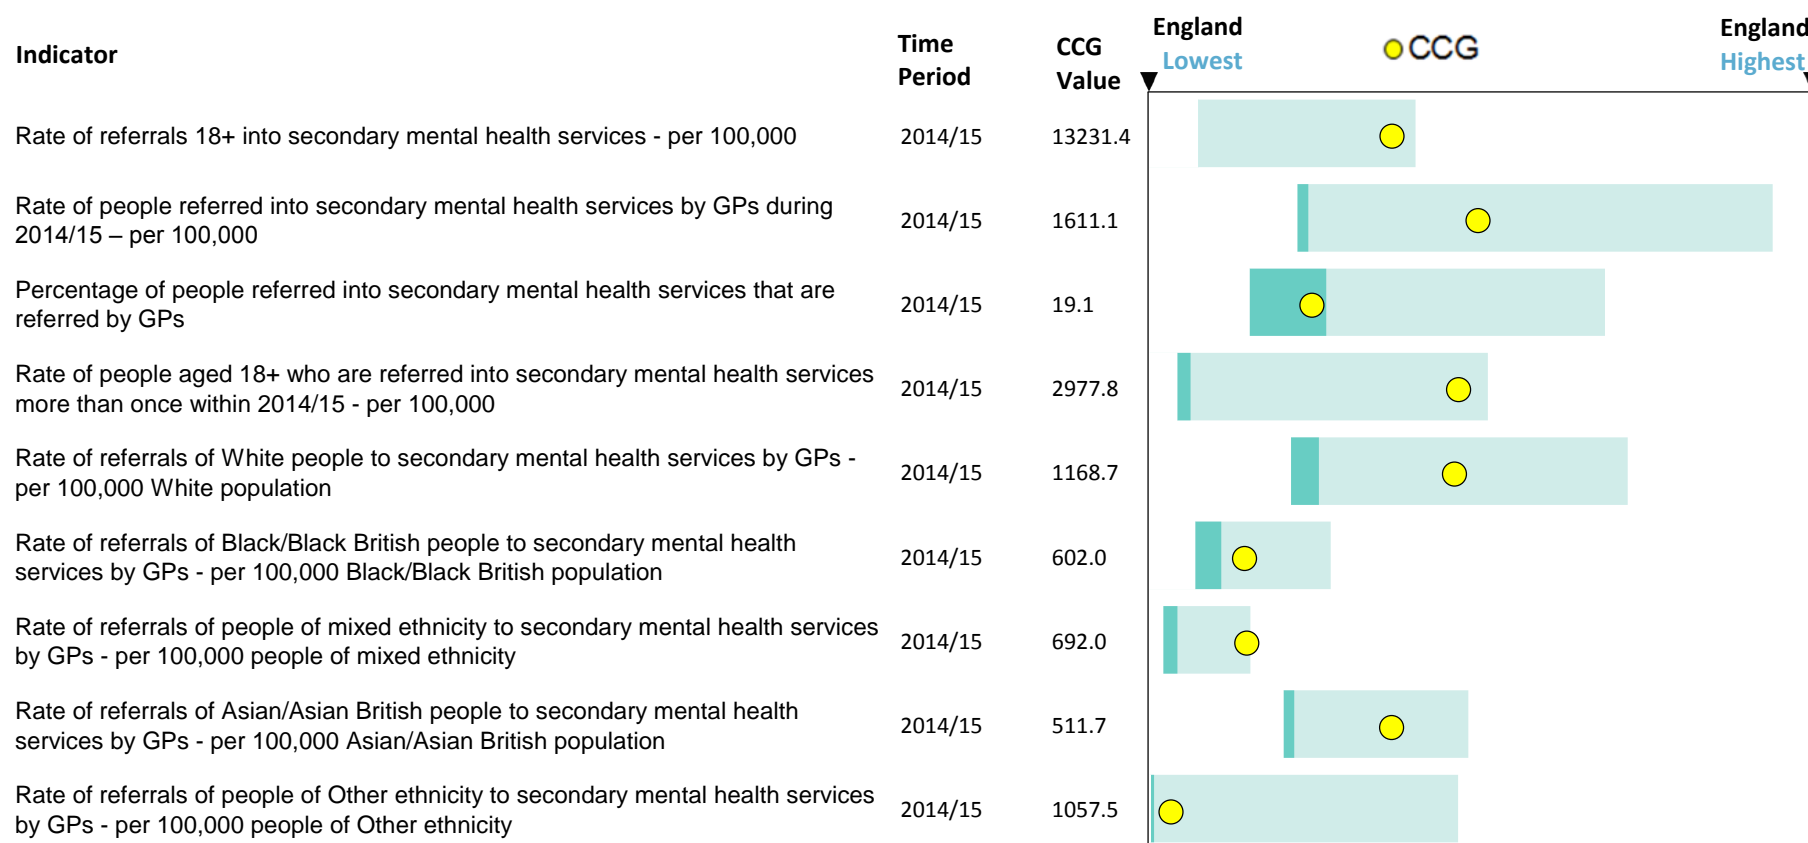 Indicator
Time
Period
CCG
Value
England
Lowest
CCG
England
Highest
Rate of referrals 18+ into secondary mental health services - per 100,000
2014/15
13231.4
Rate of people referred into secondary mental health services by GPs during
2014/15 – per 100,000
2014/15
1611.1
Percentage of people referred into secondary mental health services that are
referred by GPs
2014/15
19.1
Rate of people aged 18+ who are referred into secondary mental health services
more than once within 2014/15 - per 100,000
2014/15
2977.8
Rate of referrals of White people to secondary mental health services by GPs -
per 100,000 White population
2014/15
1168.7
Rate of referrals of Black/Black British people to secondary mental health
services by GPs - per 100,000 Black/Black British population
2014/15
602.0
Rate of referrals of people of mixed ethnicity to secondary mental health services
by GPs - per 100,000 people of mixed ethnicity
2014/15
692.0
Rate of referrals of Asian/Asian British people to secondary mental health
services by GPs - per 100,000 Asian/Asian British population
2014/15
511.7
Rate of referrals of people of Other ethnicity to secondary mental health services
by GPs - per 100,000 people of Other ethnicity
2014/15
1057.5